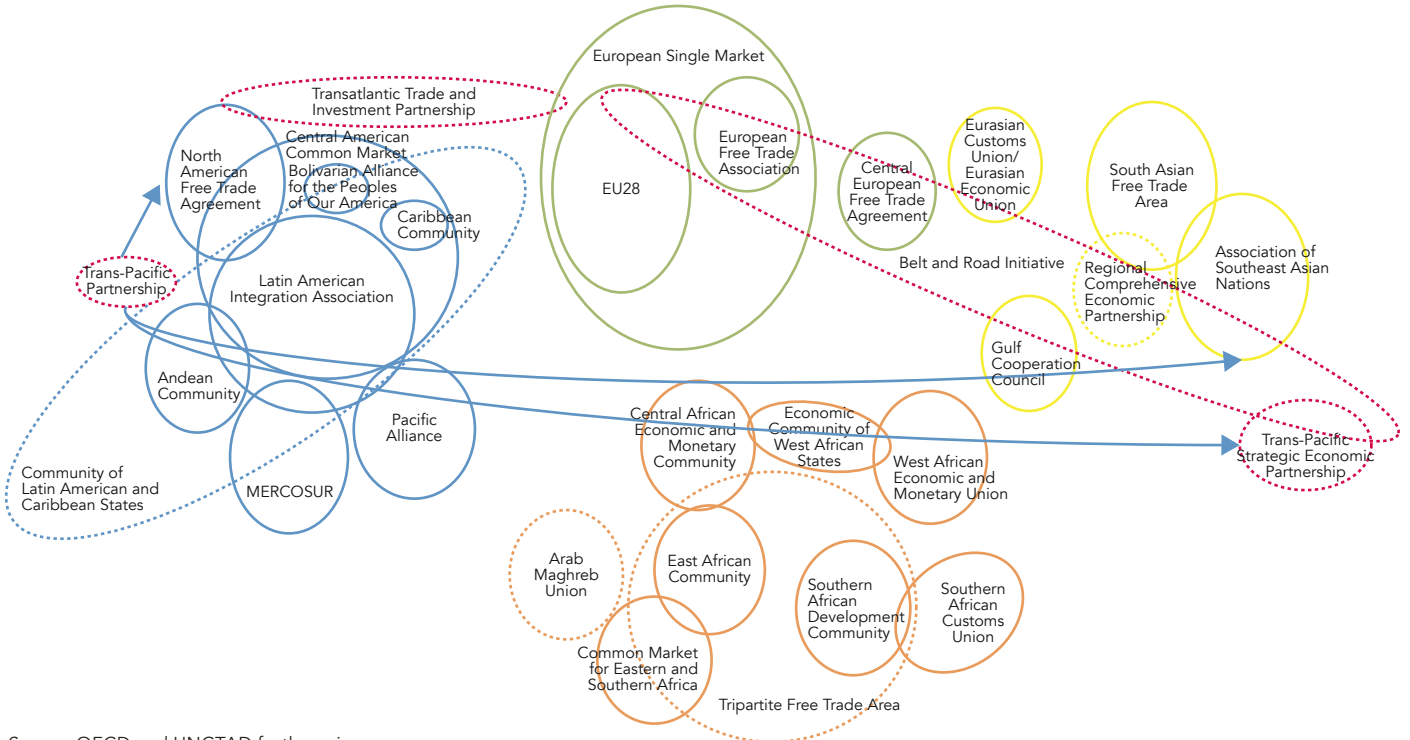 European Single Market
Transatlantic Trade and
Investment Partnership
North
American
Free Trade
Agreement
Central American
Common Market
Bolivarian Alliance
for the Peoples
of Our America
Caribbean
Community
EU28
European
Free Trade
Association
Central
European
Free Trade
Agreement
Eurasian
Customs
Union/
Eurasian
Economic
Union
South Asian
Free Trade
Area
Association of
Southeast Asian
Nations
Trans-Pacific
Partnership
Latin American
Integration Association
Belt and Road Initiative
Regional
Comprehensive
Economic
Partnership
Gulf
Cooperation
Council
Andean
Community
Pacific
Alliance
MERCOSUR
Community of
Latin American and
Caribbean States
Central African
Economic and
Monetary
Community
Economic
Community of
West African
States
West African
Economic and
Monetary Union
Trans-Pacific
Strategic Economic
Partnership
Arab
Maghreb
Union
East African
Community
Southern
African
Development
Community
Southern
African
Customs
Union
Common Market
for Eastern and
Southern Africa
Tripartite Free Trade Area